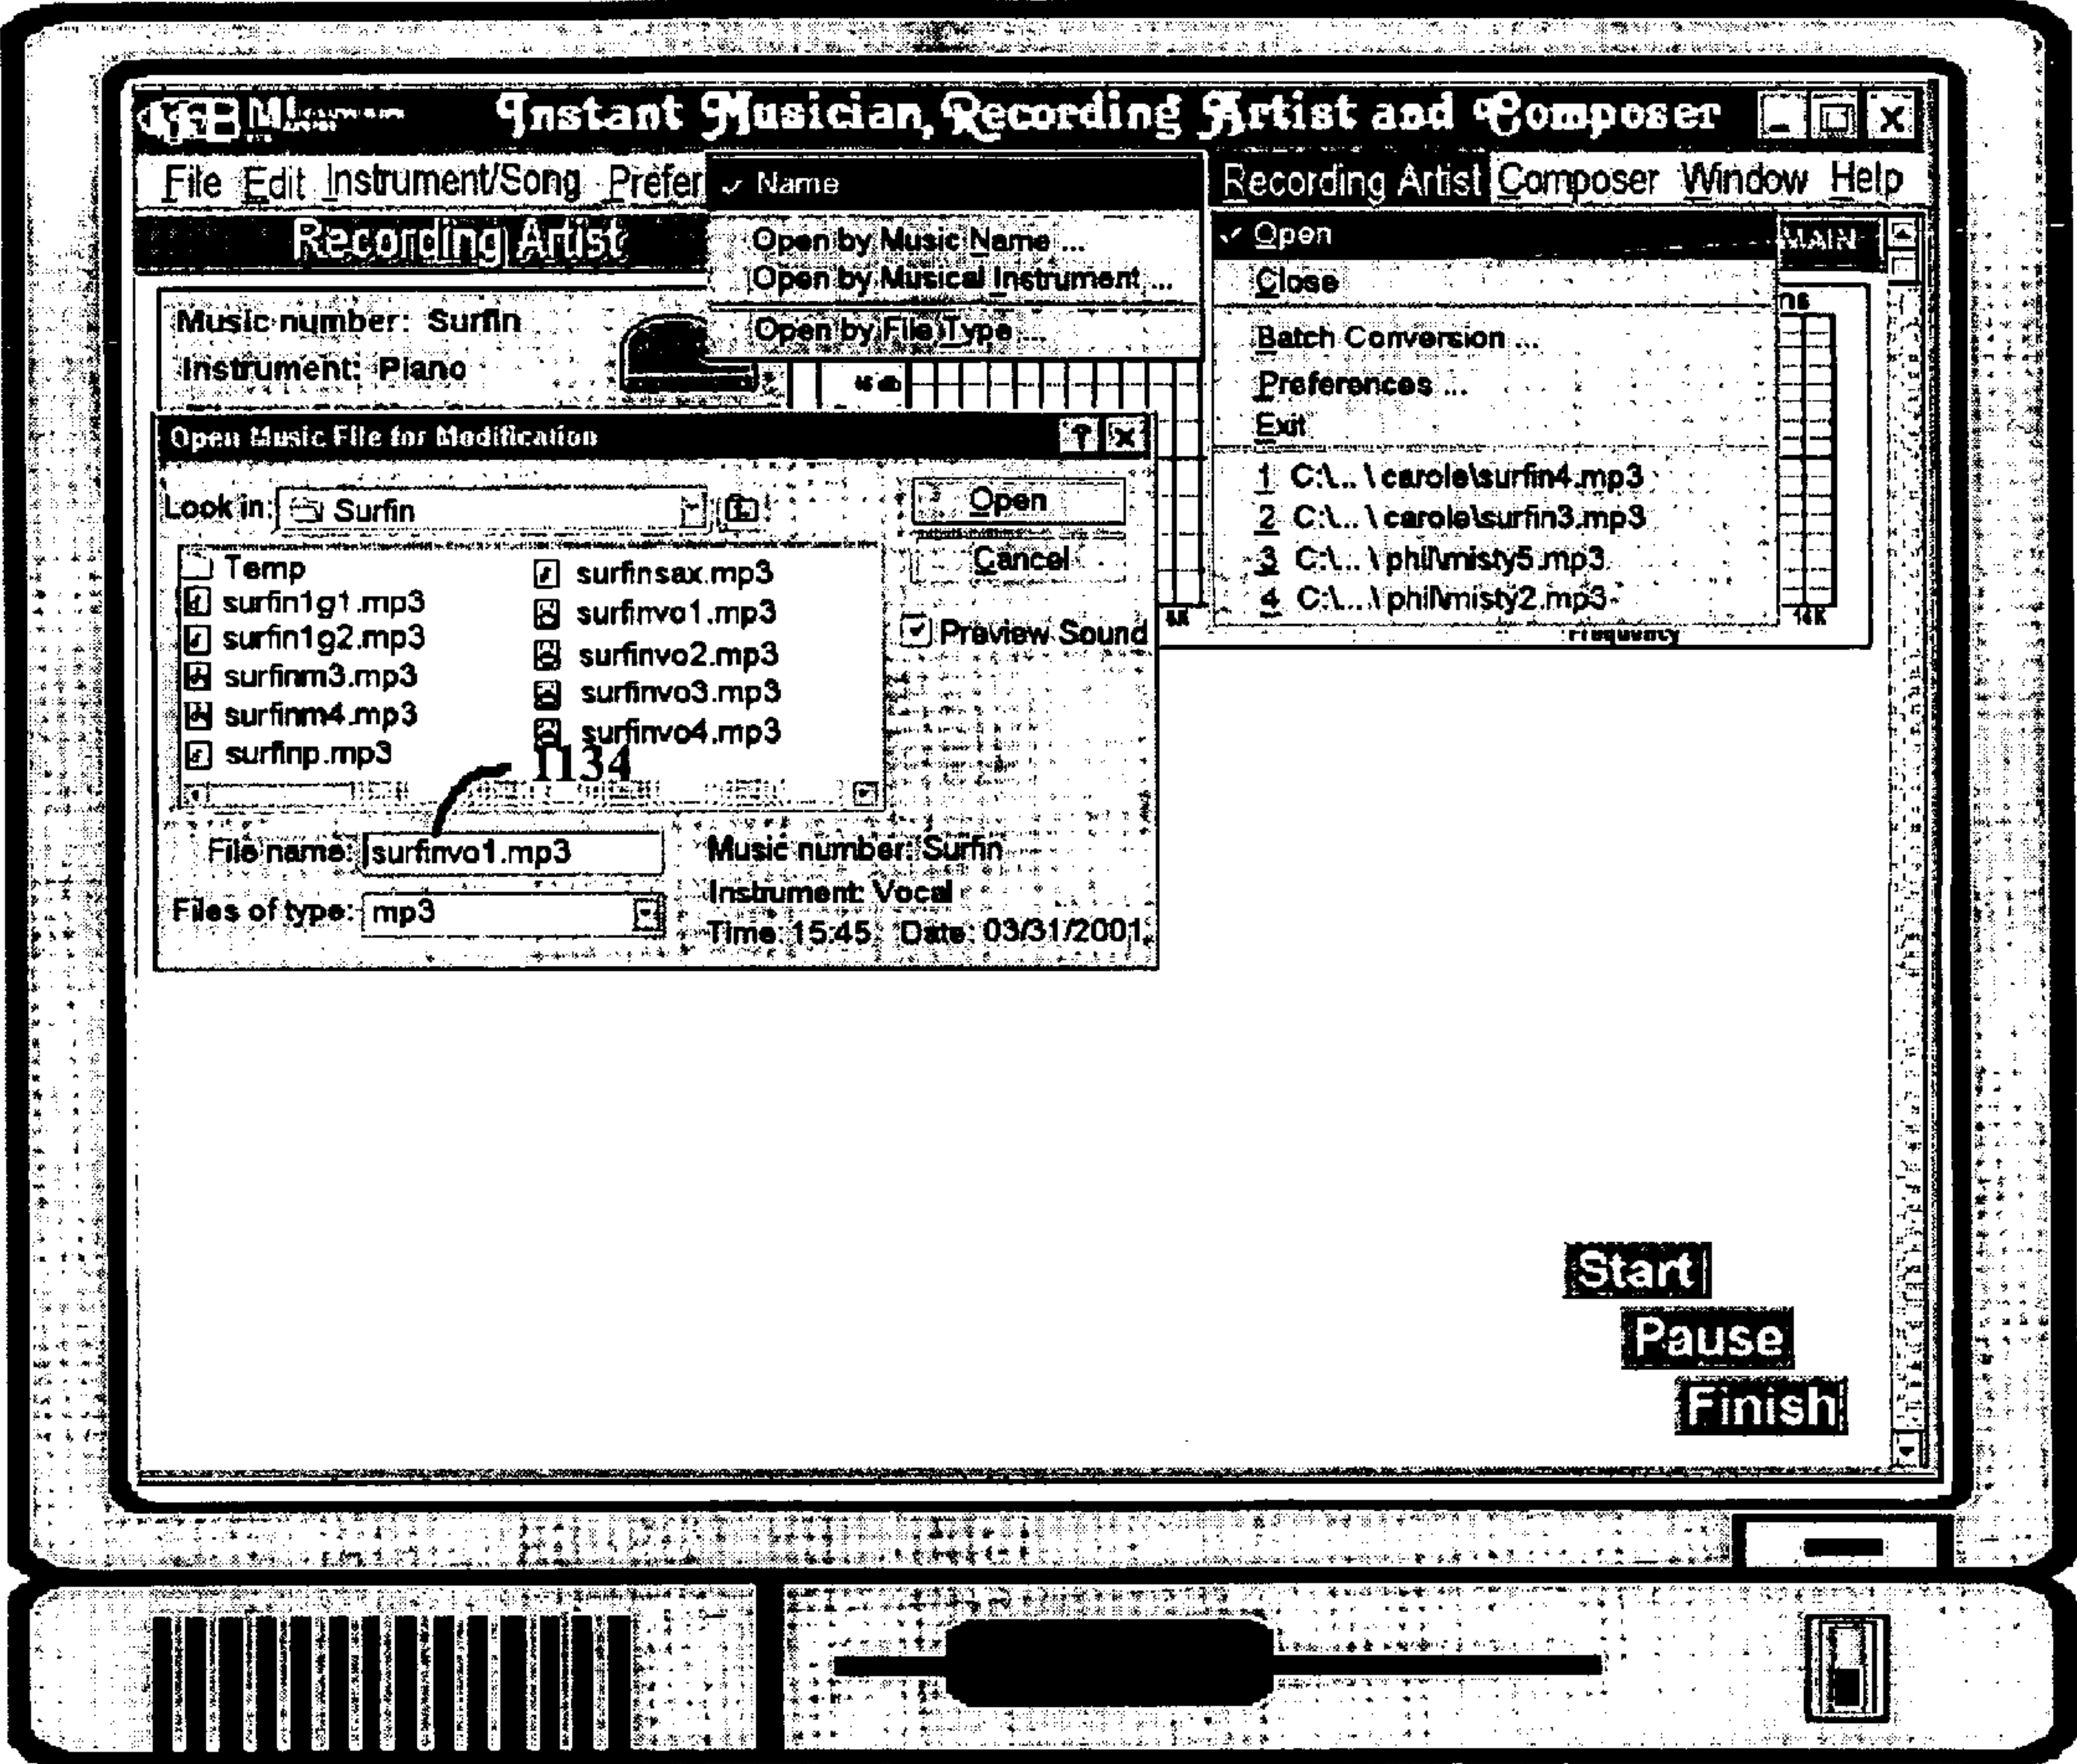 Instant Musician, Recording Artist and Composer
File Edit Instrument/Song Prefer
Recording Artist Composer Window Help
Recording Artist
MAIN
✓ Name
Open by Music Name ...
Open by Musical Instrument ...
Open by File Type ...
✓ Open
Close
Batch Conversion ...
Preferences ...
Exit
1 C:\... \carole\surfin4.mp3
2 C:\... \carole\surfin3.mp3
3 C:\... \phil\misty5.mp3
4 C:\... \phil\misty2.mp3
ns
Music number: Surfin
Instrument: Piano
Frequency
Open Music File for Modification
? X
Look in: Surfin
Open
Cancel
Preview Sound
Temp
surfin1g1.mp3
surfin1g2.mp3
surfinm3.mp3
surfinm4.mp3
surfinp.mp3
surfinsax.mp3
surfinvo1.mp3
surfinvo2.mp3
surfinvo3.mp3
surfinvo4.mp3
1134
File name: surfinvo1.mp3
Files of type: mp3
Music number: Surfin
Instrument: Vocal
Time: 15:45 Date: 03/31/2001
Start
Pause
Finish